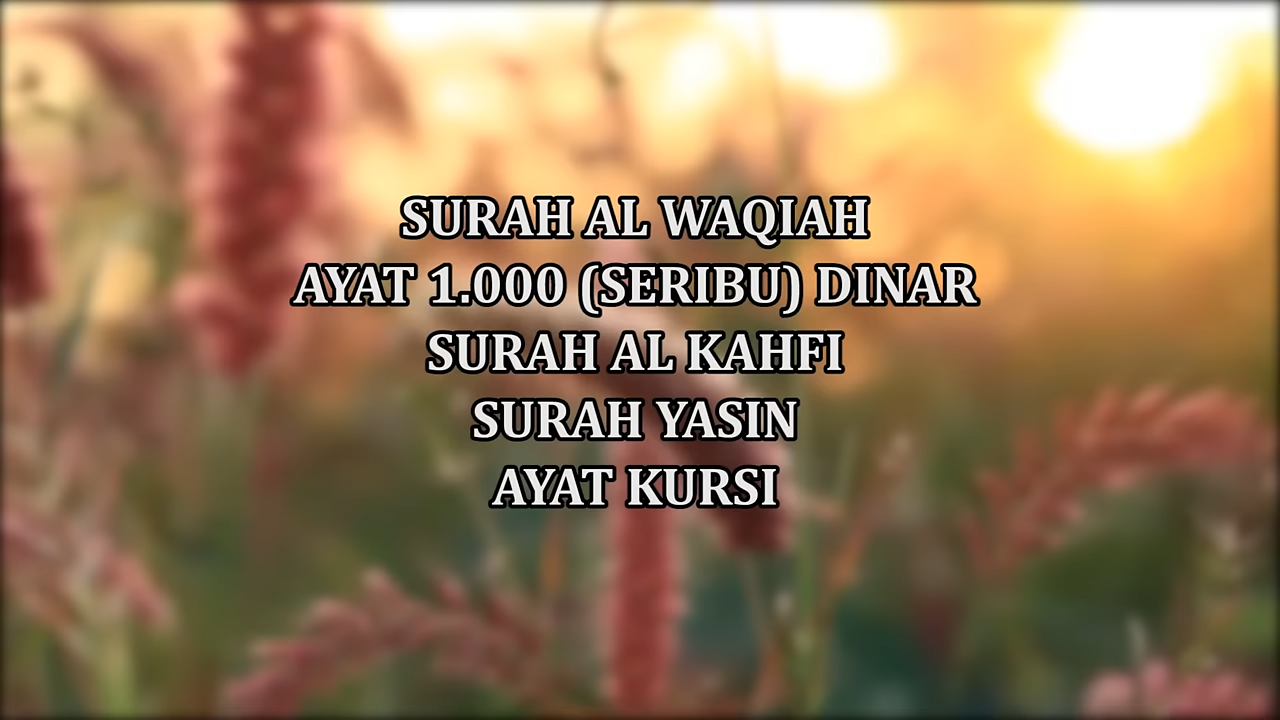 SURAH AL WAQIAH
AYAT 1.000 (SERIBU) DINAR
SURAH AL KAHFI
SURAH YASIN
AYAT KURSI